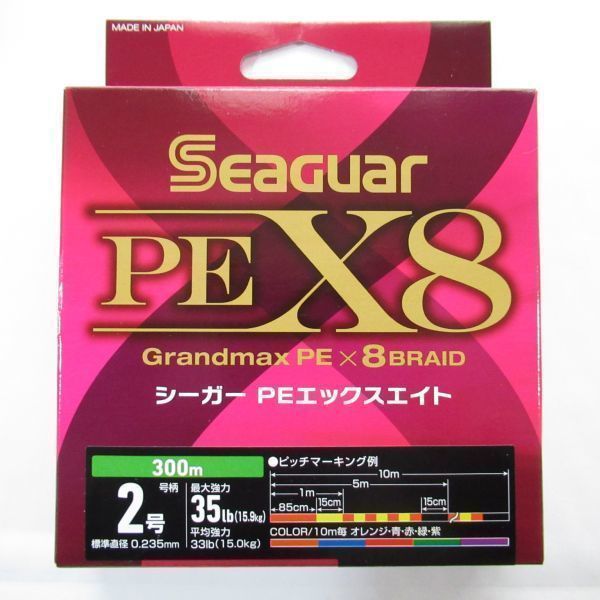 MADE IN JAPAN
SEAGUAR
PE X8
Grandmax PE × 8 BRAID
シーガー PEエックスエイト
300m
号柄
2号
標準直径 0.235mm
最大強力
35lb(15.9kg)
平均強力
33lb(15.0kg)
●ピッチマーキング例
10m
5m
1m
85cm 15cm 15cm
COLOR/10m毎 オレンジ・青・赤・緑・紫